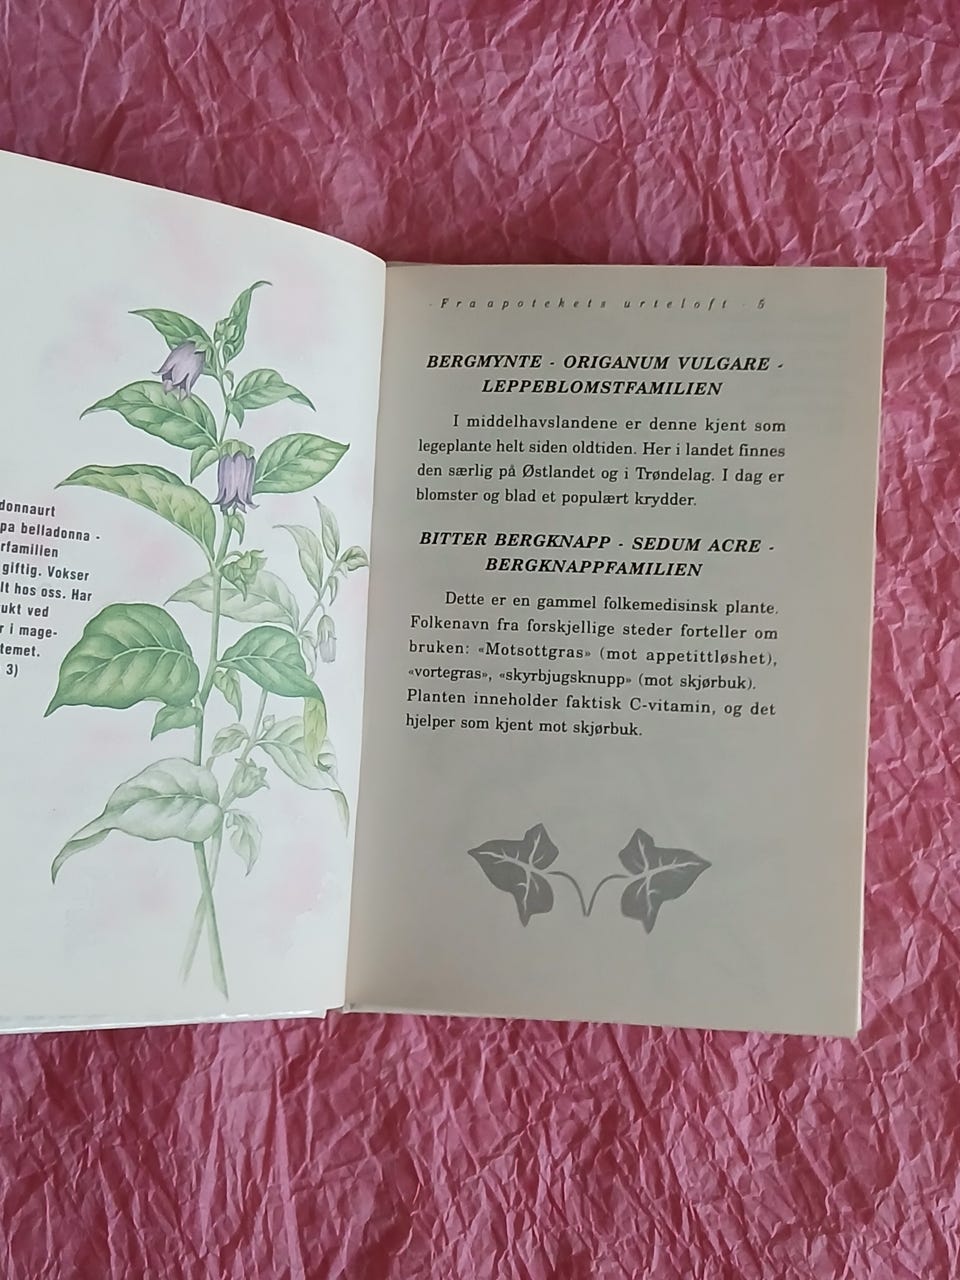 donnaurt
pa belladonna -
rfamilien
giftig. Vokser
lt hos oss. Har
ukt ved
r i mage-
temet.
3)
- Fra apotekets urteloft - 5
BERGMYNTE - ORIGANUM VULGARE -
LEPPEBLOMSTFAMILIEN
I middelhavslandene er denne kjent som
legeplante helt siden oldtiden. Her i landet finnes
den særlig på Østlandet og i Trøndelag. I dag er
blomster og blad et populært krydder.
BITTER BERGKNAPP - SEDUM ACRE -
BERGKNAPPFAMILIEN
Dette er en gammel folkemedisinsk plante.
Folkenavn fra forskjellige steder forteller om
bruken: «Motsottgras» (mot appetittløshet),
«vortegras», «skyrbjugsknupp» (mot skjørbuk).
Planten inneholder faktisk C-vitamin, og det
hjelper som kjent mot skjørbuk.